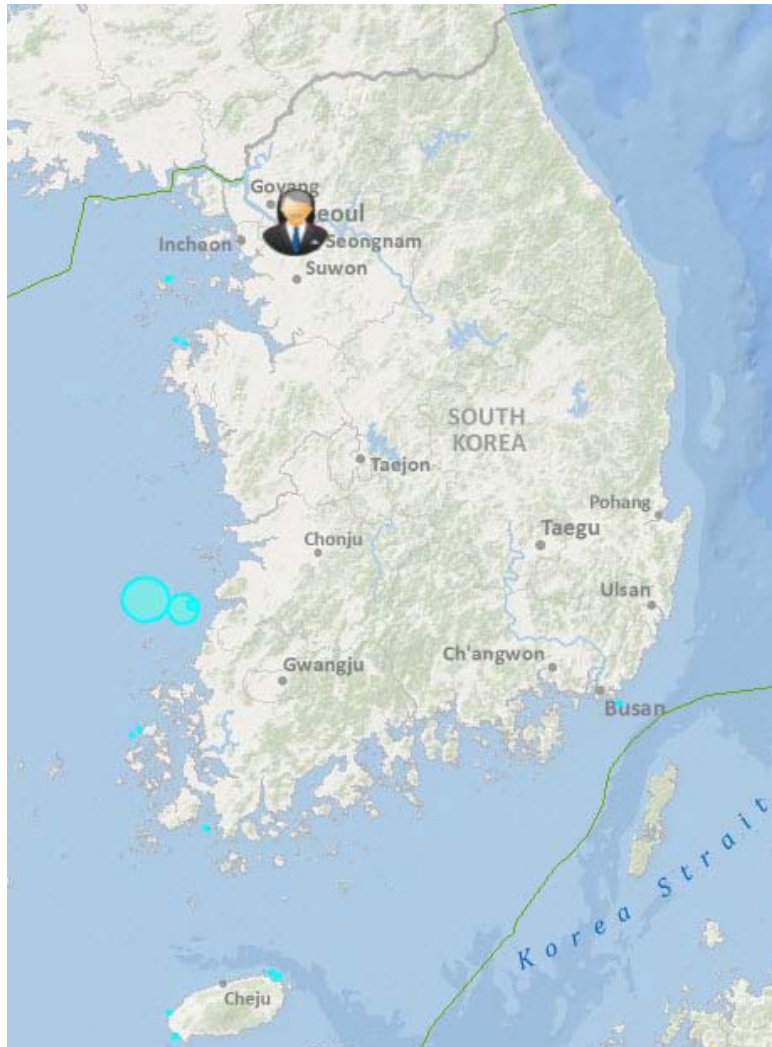 Goyang
eoul
Incheon
Seongnam
Suwon
SOUTH
KOREA
Taejon
Pohang
Chonju
Taegu
Ulsan
Ch'angwon
Gwangju
Busan
Korea Strait
Cheju